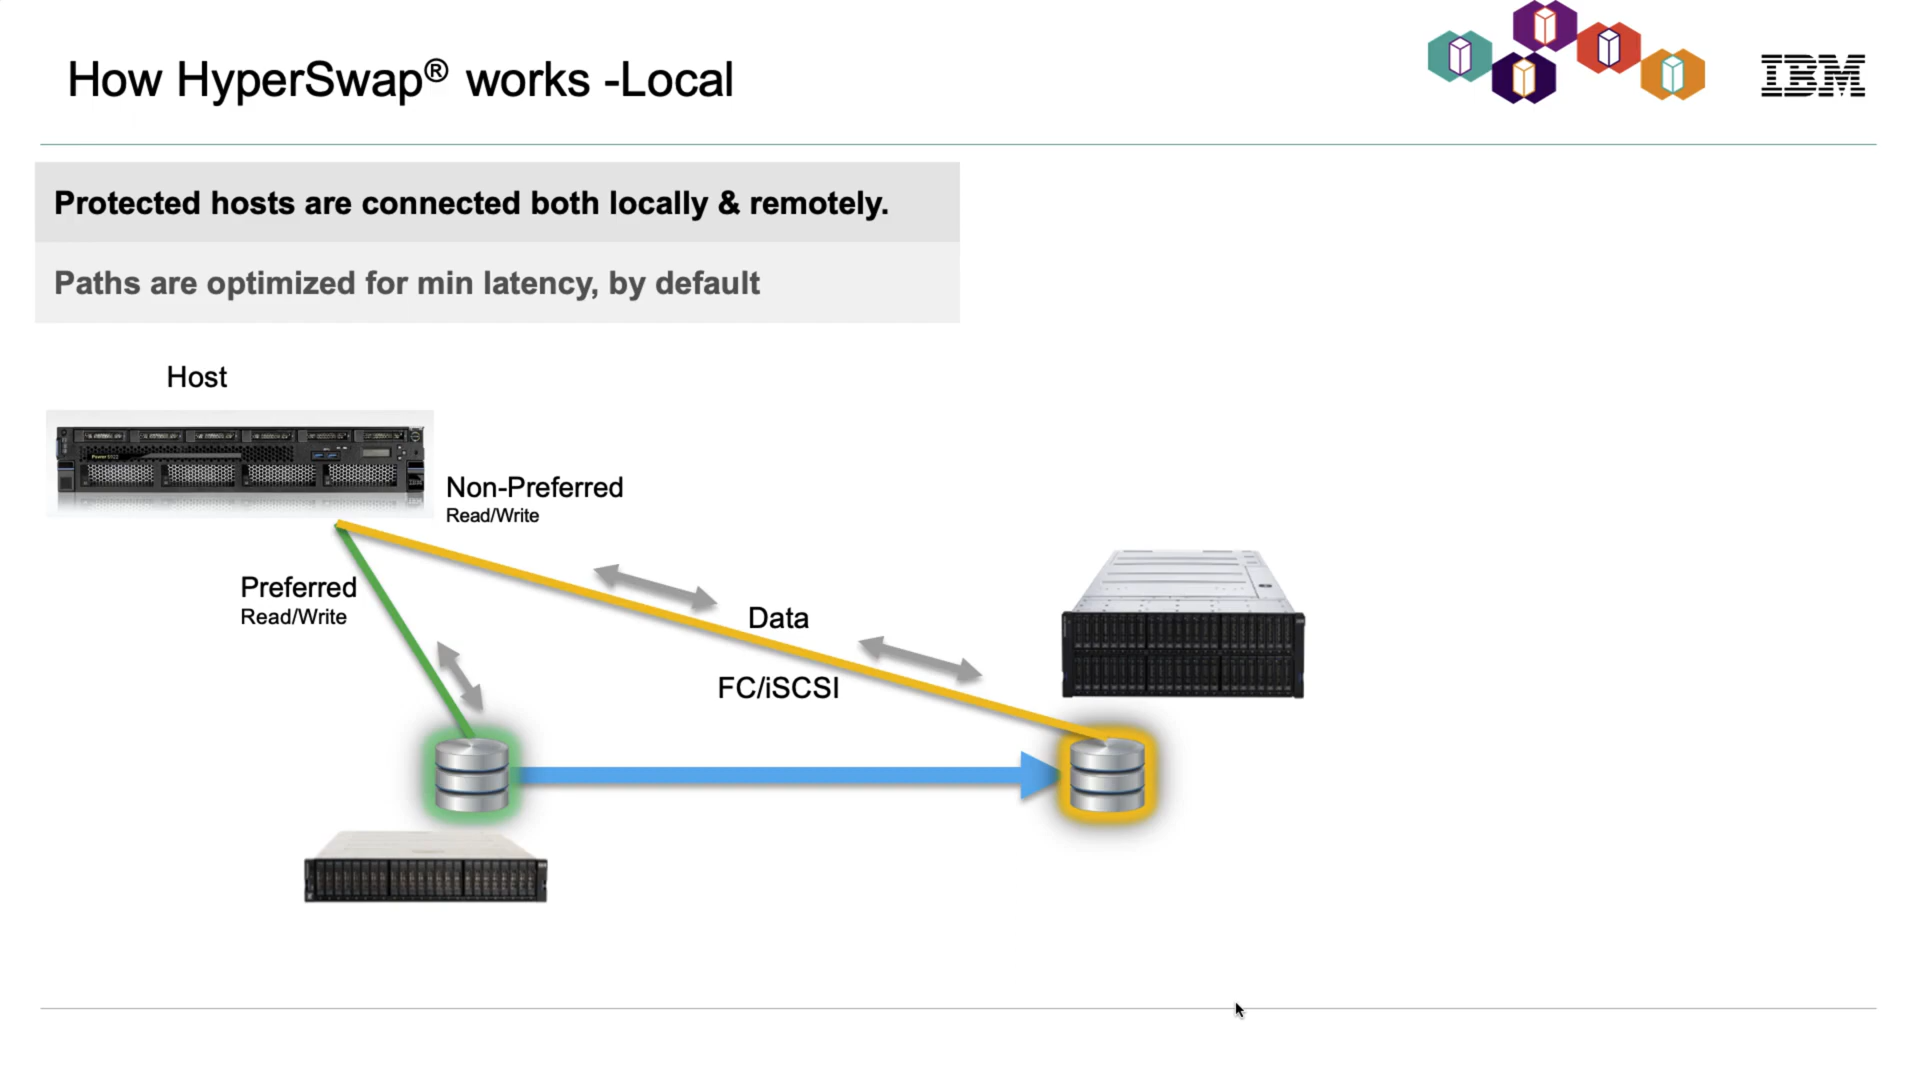 How HyperSwap® works -Local
IBM
Protected hosts are connected both locally & remotely.
Paths are optimized for min latency, by default
Host
Non-Preferred
Read/Write
Preferred
Read/Write
Data
FC/iSCSI